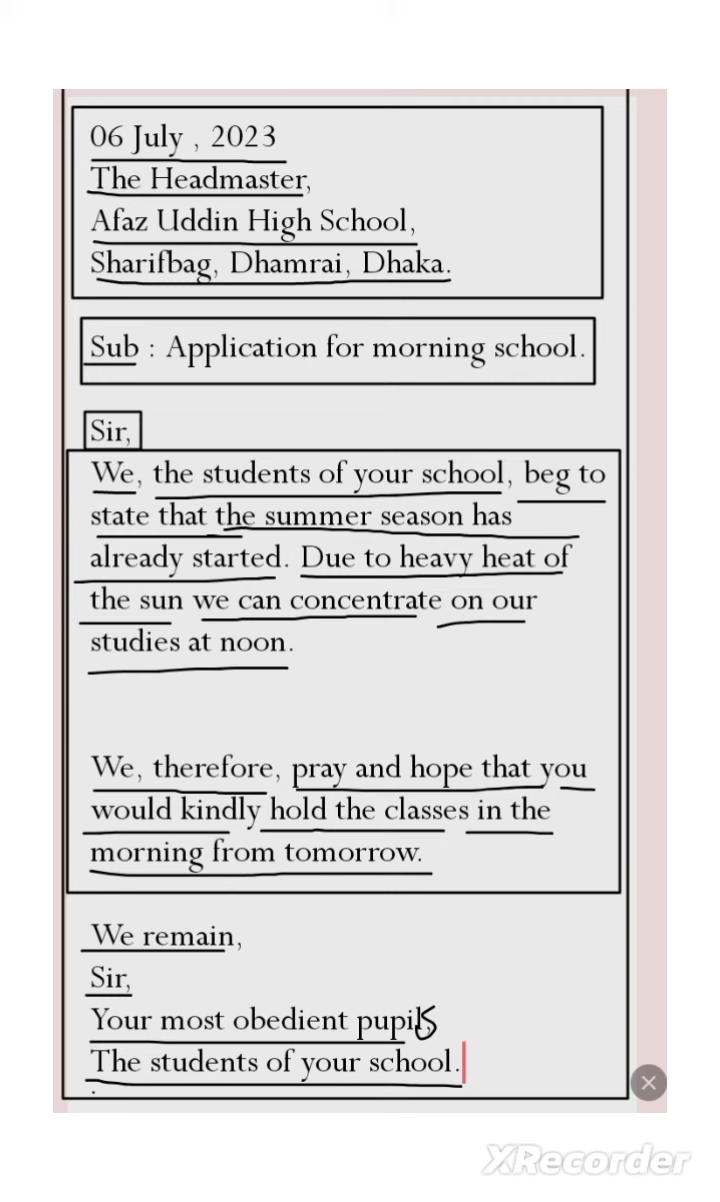 06 July , 2023
The Headmaster,
Afaz Uddin High School,
Sharifbag, Dhamrai, Dhaka.
Sub : Application for morning school.
Sir,
We, the students of your school, beg to
state that the summer season has
already started. Due to heavy heat of
the sun we can concentrate on our
studies at noon.
We, therefore, pray and hope that you
would kindly hold the classes in the
morning from tomorrow.
We remain,
Sir,
Your most obedient pupils
The students of your school.
XRecorder